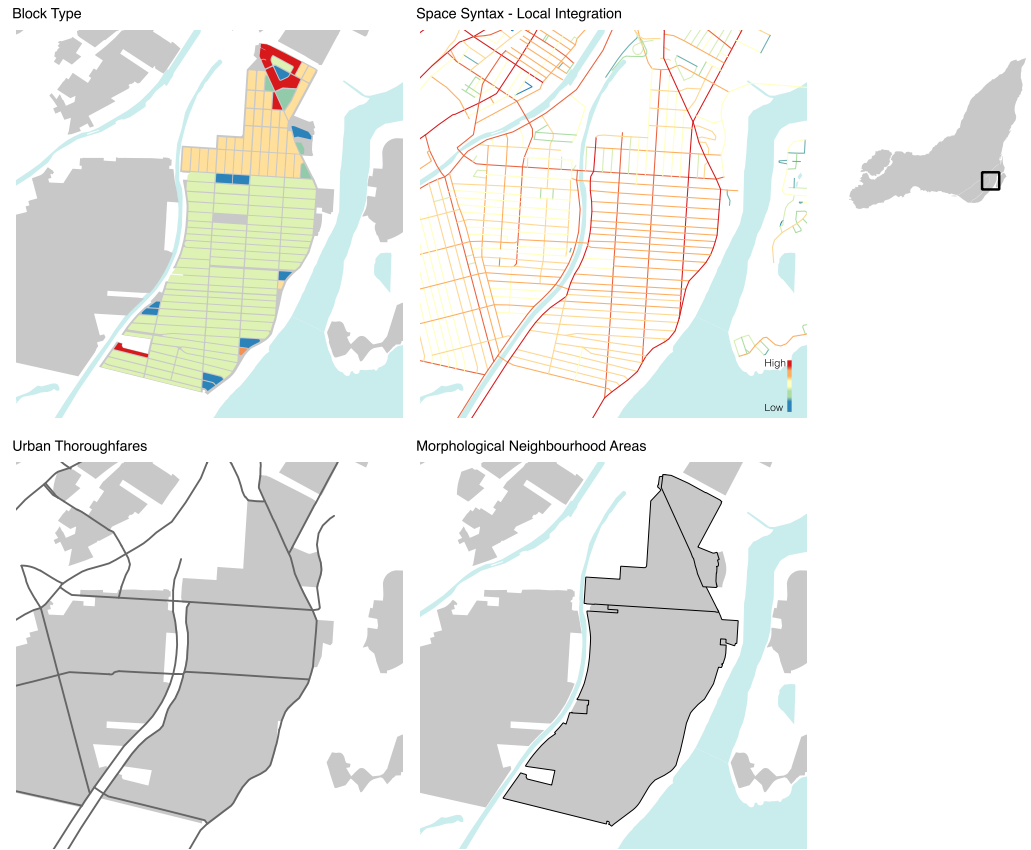 Block Type
Space Syntax - Local Integration
High
Low
Urban Thoroughfares
Morphological Neighbourhood Areas